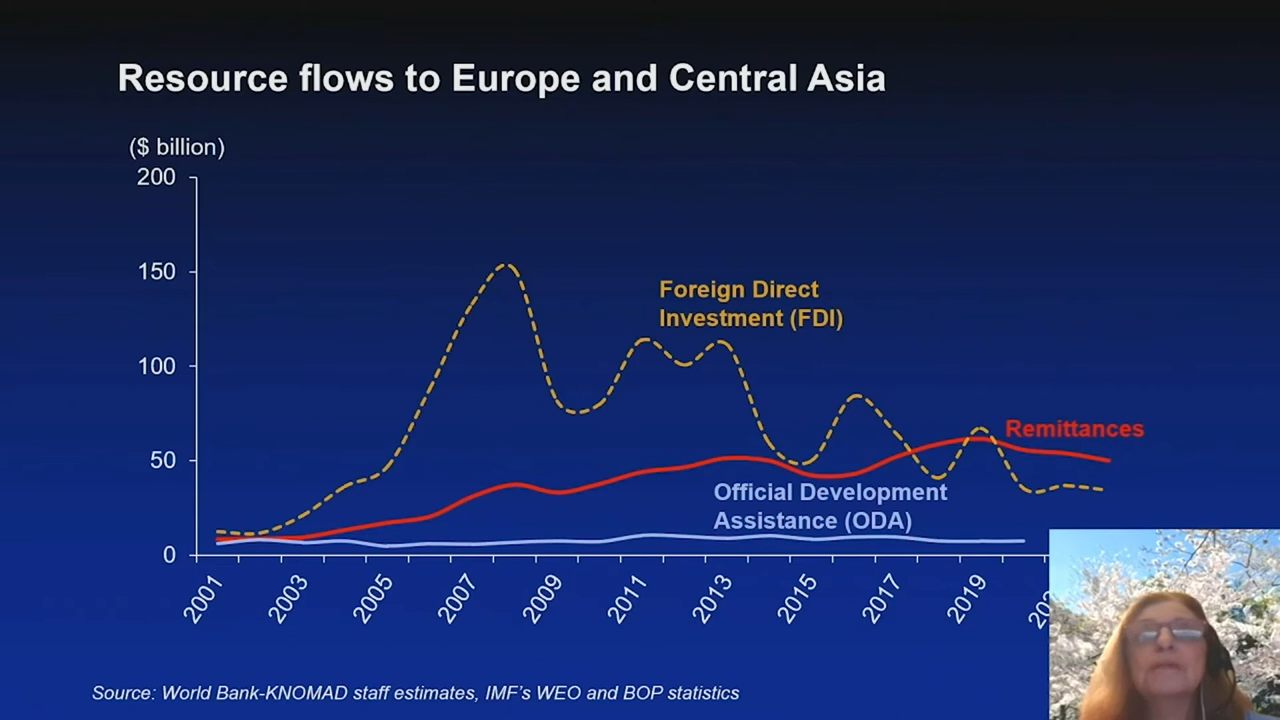 Resource flows to Europe and Central Asia
($ billion)
200
150
100
50
0
Foreign Direct
Investment (FDI)
Remittances
Official Development
Assistance (ODA)
2001
2003
2005
2007
2009
2011
2013
2015
2017
2019
Source: World Bank-KNOMAD staff estimates, IMF's WEO and BOP statistics